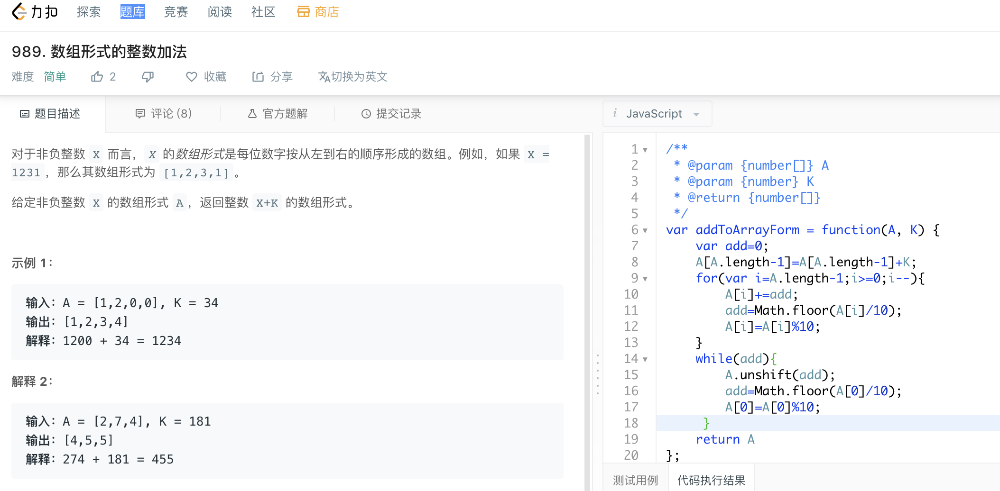 力扣 探索 题库 竞赛 阅读 社区 商店
989. 数组形式的整数加法
难度 简单 2 收藏 分享 切换为英文
题目描述 评论 (8) 官方题解 提交记录
对于非负整数 X 而言，X 的数组形式是每位数字按从左到右的顺序形成的数组。例如，如果 X =
1231，那么其数组形式为 [1,2,3,1]。
给定非负整数 X 的数组形式 A，返回整数 X+K 的数组形式。
示例 1：
输入：A = [1,2,0,0], K = 34
输出：[1,2,3,4]
解释：1200 + 34 = 1234
解释 2：
输入：A = [2,7,4], K = 181
输出：[4,5,5]
解释：274 + 181 = 455
i JavaScript
1 /**
2  * @param {number[]} A
3  * @param {number} K
4  * @return {number[]}
5  */
6 var addToArrayForm = function(A, K) {
7     var add=0;
8     A[A.length-1]=A[A.length-1]+K;
9     for(var i=A.length-1;i>=0;i--){
10         A[i]+=add;
11         add=Math.floor(A[i]/10);
12         A[i]=A[i]%10;
13     }
14     while(add){
15         A.unshift(add);
16         add=Math.floor(A[0]/10);
17         A[0]=A[0]%10;
18      }
19     return A
20 };
测试用例 代码执行结果